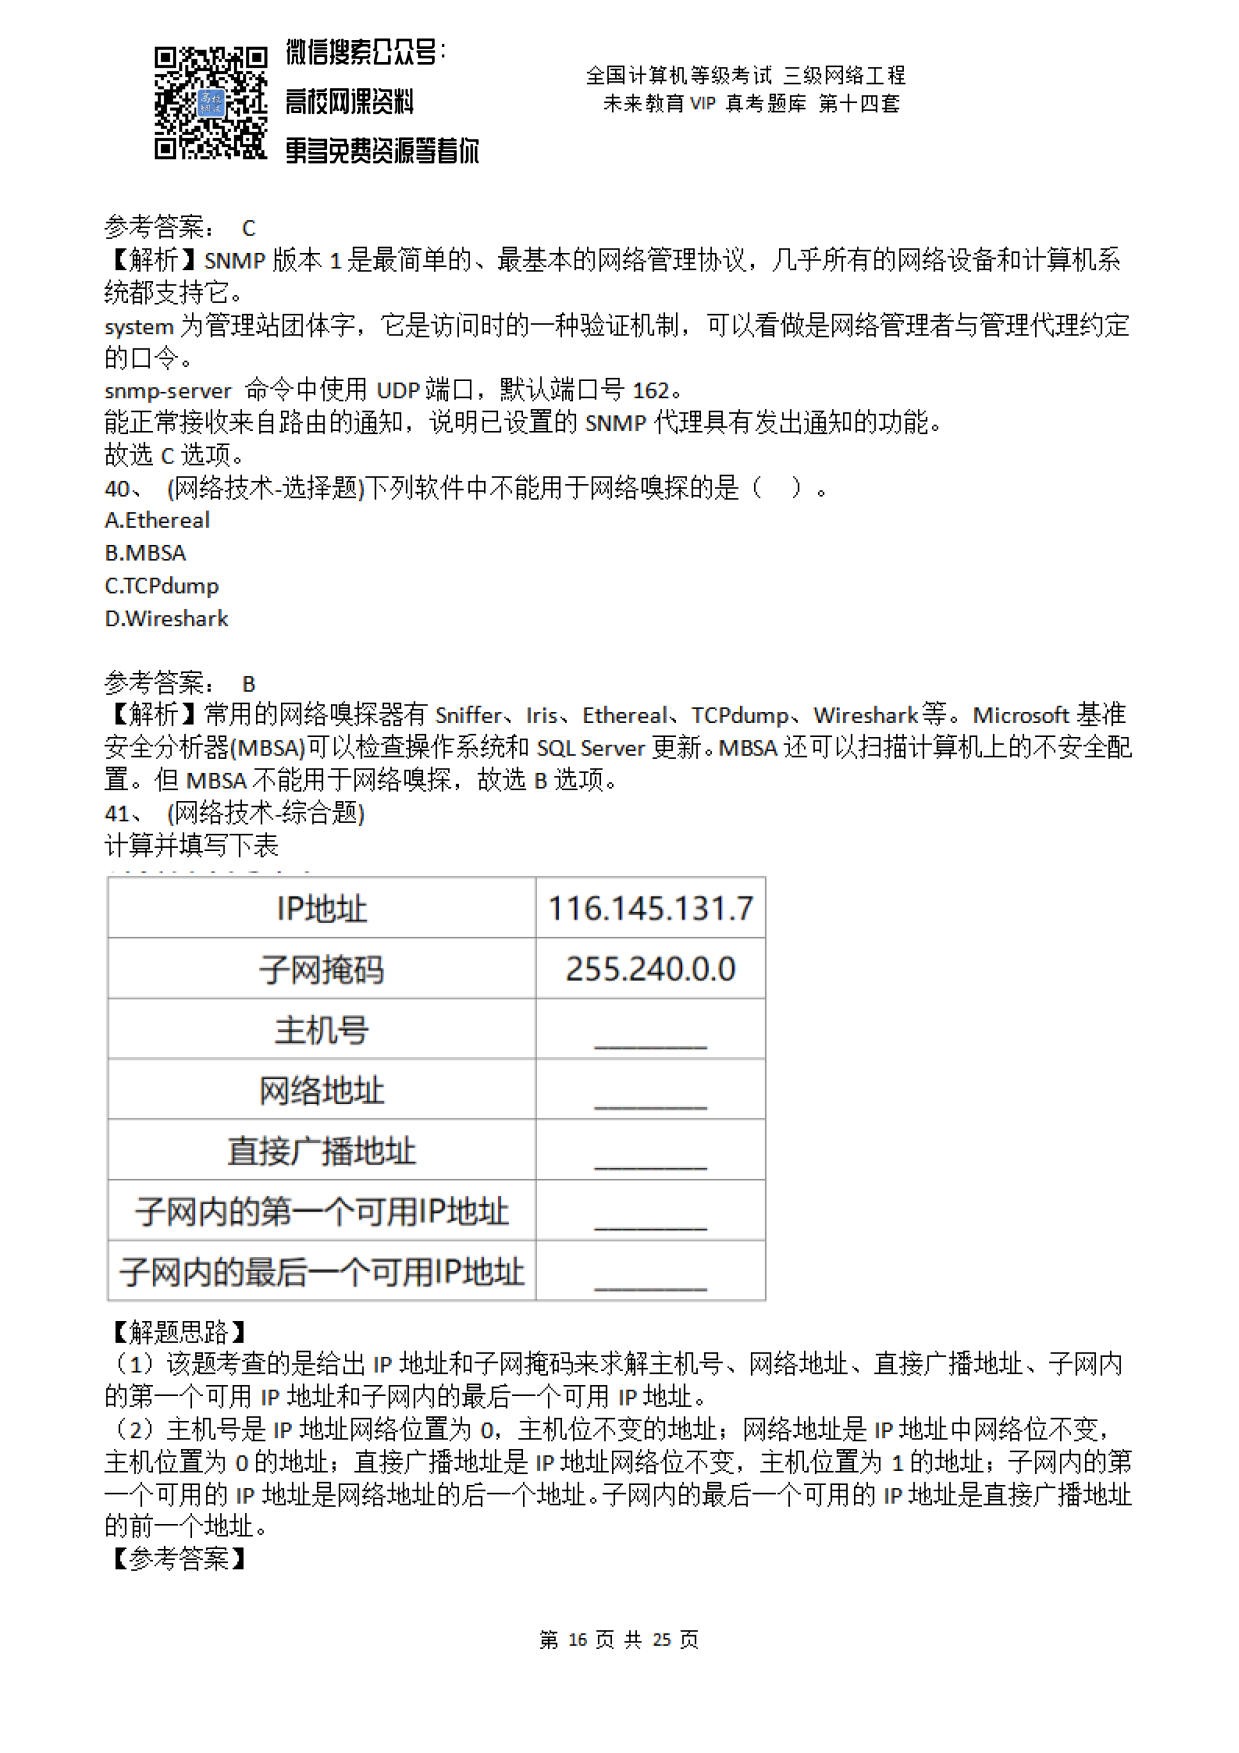 微信搜索公众号：
高校网课资料
更多免费资源等着你
全国计算机等级考试 三级网络工程
未来教育 VIP 真考题库 第十四套
参考答案： C
【解析】SNMP 版本 1 是最简单的、最基本的网络管理协议，几乎所有的网络设备和计算机系
统都支持它。
system 为管理站团体字，它是访问时的一种验证机制，可以看做是网络管理者与管理代理约定
的口令。
snmp-server 命令中使用 UDP 端口，默认端口号 162。
能正常接收来自路由的通知，说明已设置的 SNMP 代理具有发出通知的功能。
故选 C 选项。
40、 (网络技术-选择题)下列软件中不能用于网络嗅探的是（ ）。
A.Ethereal
B.MBSA
C.TCPdump
D.Wireshark
参考答案： B
【解析】常用的网络嗅探器有 Sniffer、Iris、Ethereal、TCPdump、Wireshark 等。Microsoft 基准
安全分析器(MBSA)可以检查操作系统和 SQL Server 更新。MBSA 还可以扫描计算机上的不安全配
置。但 MBSA 不能用于网络嗅探，故选 B 选项。
41、 (网络技术-综合题)
计算并填写下表
IP地址 116.145.131.7
子网掩码 255.240.0.0
主机号 ________
网络地址 ________
直接广播地址 ________
子网内的第一个可用IP地址 ________
子网内的最后一个可用IP地址 ________
【解题思路】
（1）该题考查的是给出 IP 地址和子网掩码来求解主机号、网络地址、直接广播地址、子网内
的第一个可用 IP 地址和子网内的最后一个可用 IP 地址。
（2）主机号是 IP 地址网络位置为 0，主机位不变的地址；网络地址是 IP 地址中网络位不变，
主机位置为 0 的地址；直接广播地址是 IP 地址网络位不变，主机位置为 1 的地址；子网内的第
一个可用的 IP 地址是网络地址的后一个地址。子网内的最后一个可用的 IP 地址是直接广播地址
的前一个地址。
【参考答案】
第 16 页 共 25 页